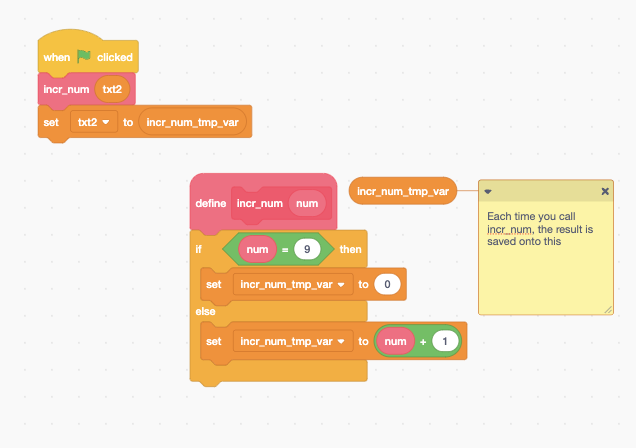 when clicked
incr_num txt2
set txt2 to incr_num_tmp_var
define incr_num num
incr_num_tmp_var
Each time you call
incr_num, the result is
saved onto this
if num = 9 then
set incr_num_tmp_var to 0
else
set incr_num_tmp_var to num + 1